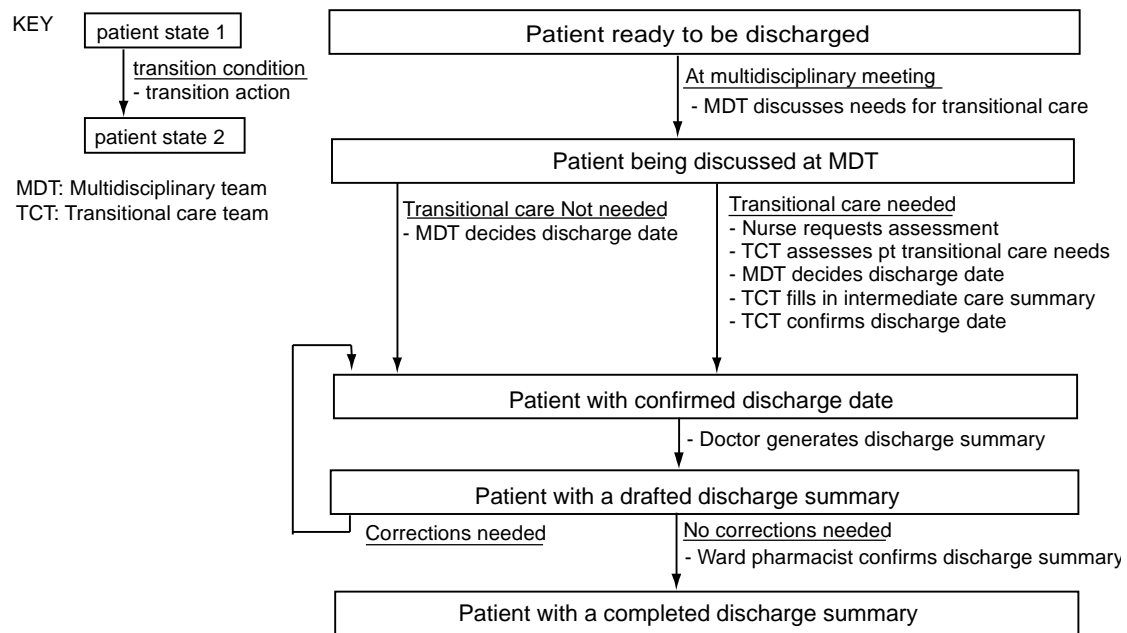 KEY
patient state 1
transition condition
- transition action
patient state 2
MDT: Multidisciplinary team
TCT: Transitional care team
Patient ready to be discharged
At multidisciplinary meeting
- MDT discusses needs for transitional care
Patient being discussed at MDT
Transitional care Not needed
- MDT decides discharge date
Transitional care needed
- Nurse requests assessment
- TCT assesses pt transitional care needs
- MDT decides discharge date
- TCT fills in intermediate care summary
- TCT confirms discharge date
Patient with confirmed discharge date
- Doctor generates discharge summary
Patient with a drafted discharge summary
Corrections needed
No corrections needed
- Ward pharmacist confirms discharge summary
Patient with a completed discharge summary